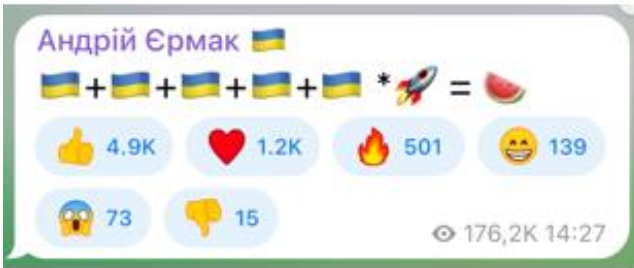 Андрій Єрмак 🇺🇦
🇺🇦+🇺🇦+🇺🇦+🇺🇦+🇺🇦 *🚀 = 🍉
👍 4.9K ❤️ 1.2K 🔥 501 😁 139
😱 73 👎 15
176,2K 14:27